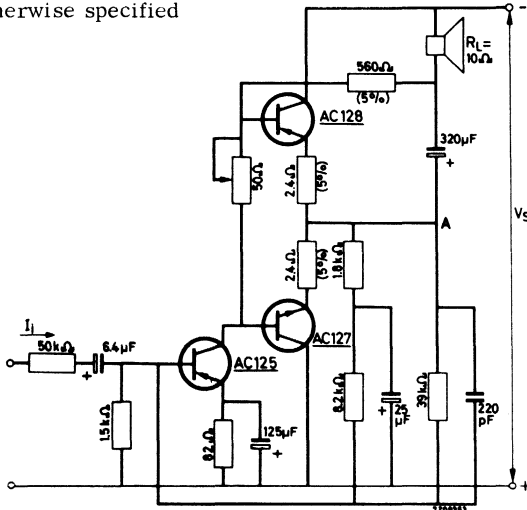 herwise specified
−
R_L=
10Ω
560Ω
(5%)
AC128
320µF
+
50Ω
2.4Ω
(5%)
V_S
A
2.4Ω
(5%)
1.8kΩ
I_i
50kΩ
6.4µF
+
AC125
AC127
1.5kΩ
82Ω
125µF
+
8.2kΩ
25
µF
+
39kΩ
220
pF
+